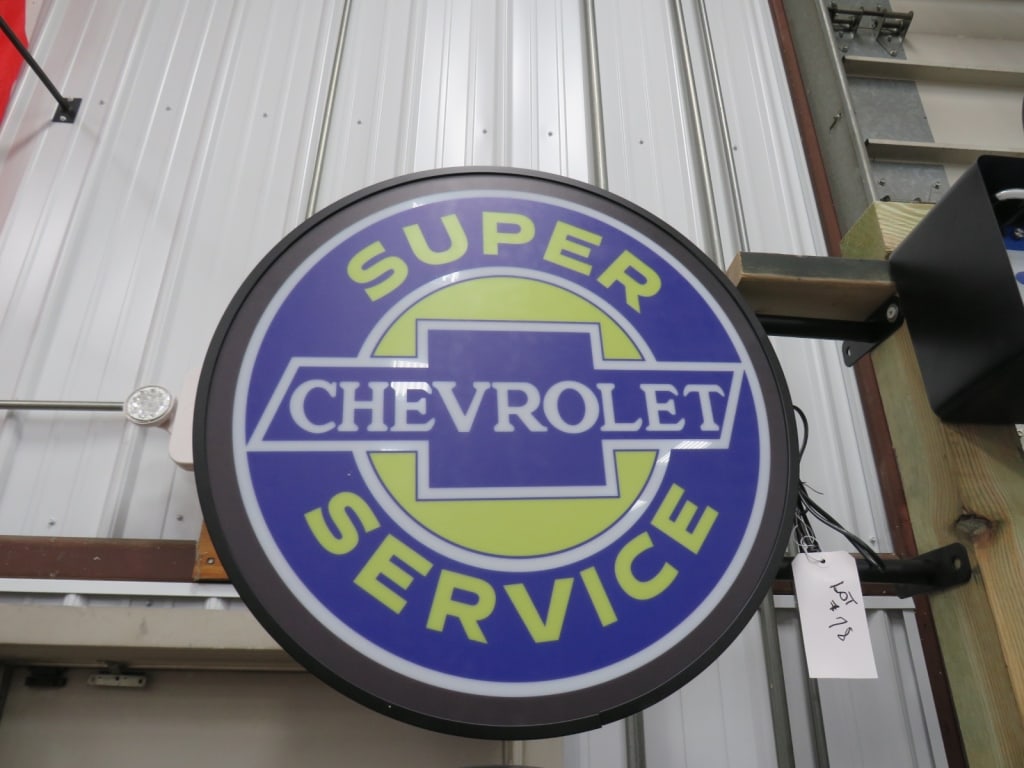 SUPER
CHEVROLET
SERVICE
LOT
#78